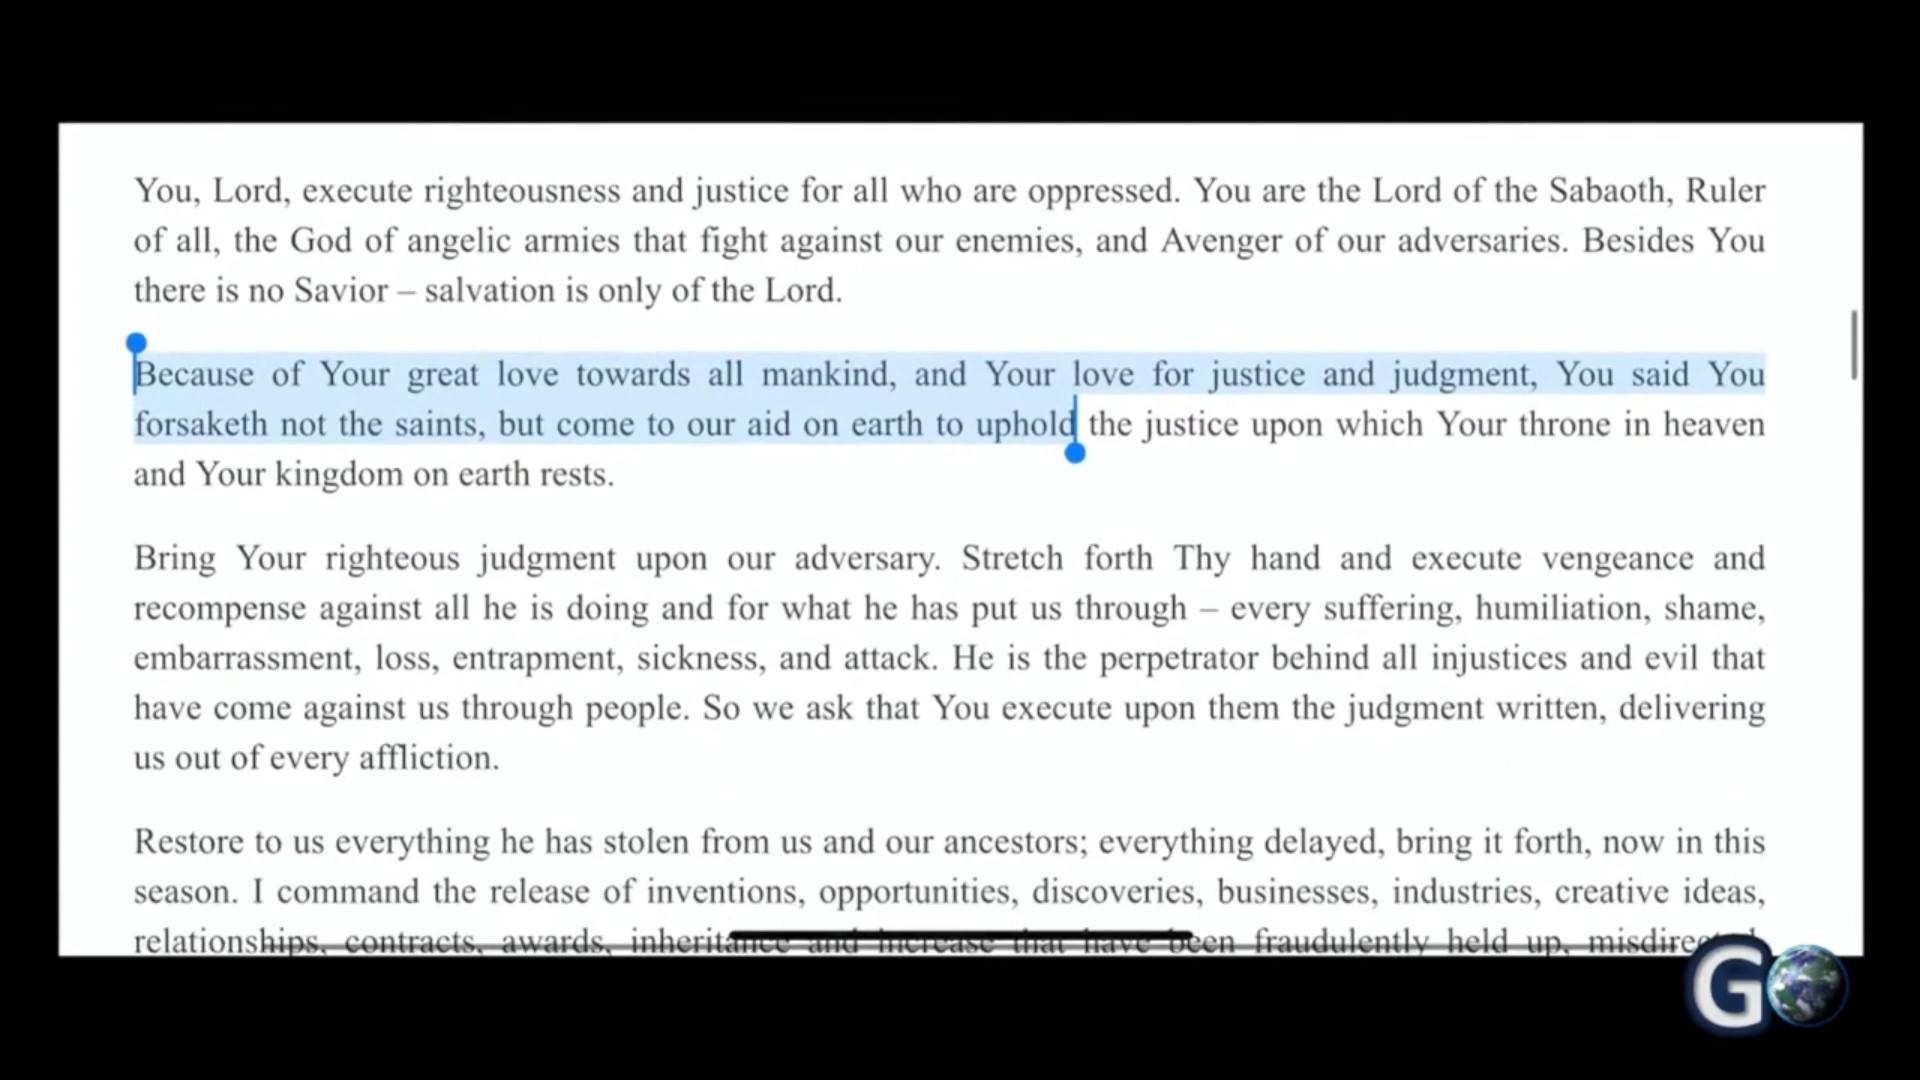 You, Lord, execute righteousness and justice for all who are oppressed. You are the Lord of the Sabaoth, Ruler
of all, the God of angelic armies that fight against our enemies, and Avenger of our adversaries. Besides You
there is no Savior – salvation is only of the Lord.
Because of Your great love towards all mankind, and Your love for justice and judgment, You said You
forsaketh not the saints, but come to our aid on earth to uphold the justice upon which Your throne in heaven
and Your kingdom on earth rests.
Bring Your righteous judgment upon our adversary. Stretch forth Thy hand and execute vengeance and
recompense against all he is doing and for what he has put us through – every suffering, humiliation, shame,
embarrassment, loss, entrapment, sickness, and attack. He is the perpetrator behind all injustices and evil that
have come against us through people. So we ask that You execute upon them the judgment written, delivering
us out of every affliction.
Restore to us everything he has stolen from us and our ancestors; everything delayed, bring it forth, now in this
season. I command the release of inventions, opportunities, discoveries, businesses, industries, creative ideas,
relationships, contracts, awards, inheritance and increase that have been fraudulently held up,
G